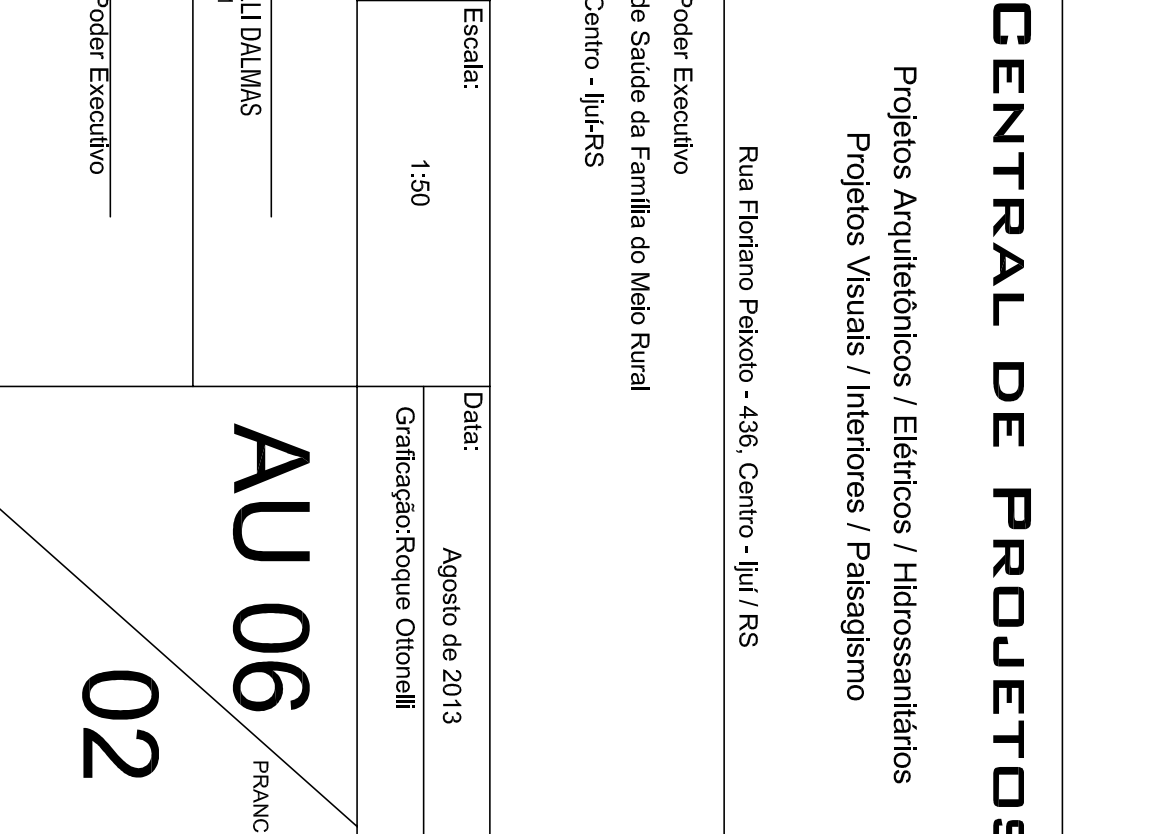 CENTRAL DE PROJETOS
Projetos Arquitetônicos / Elétricos / Hidrossanitários
Projetos Visuais / Interiores / Paisagismo
Rua Floriano Peixoto - 436, Centro - Ijuí / RS
Poder Executivo
de Saúde da Família do Meio Rural
Centro - Ijuí-RS
Escala:
1:50
Data:
Agosto de 2013
Graficação:Roque Ottonelli
LI DALMAS
Poder Executivo
AU 06
PRANC
02